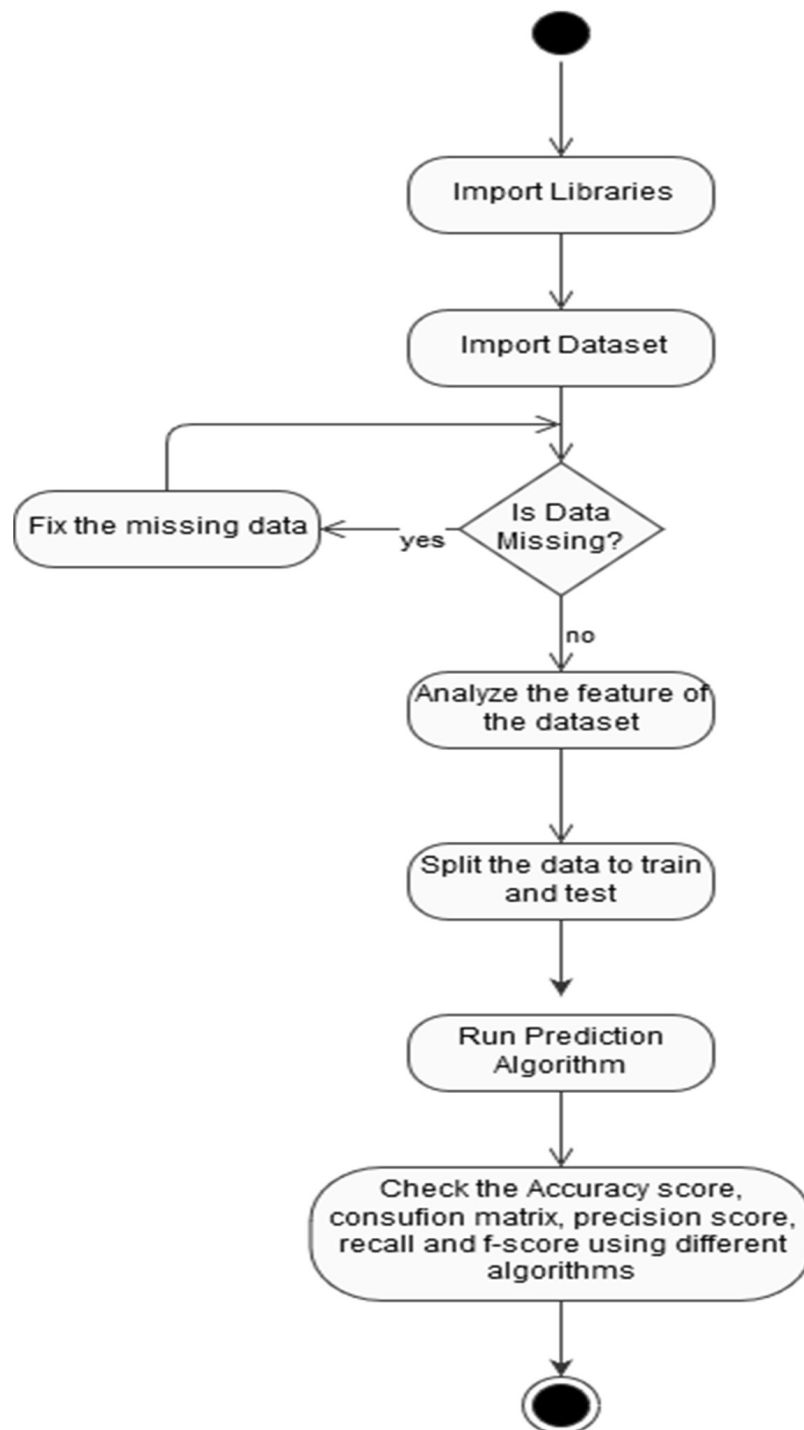 Import Libraries
Import Dataset
Is Data
Missing?
Fix the missing data
yes
no
Analyze the feature of
the dataset
Split the data to train
and test
Run Prediction
Algorithm
Check the Accuracy score,
consufion matrix, precision score,
recall and f-score using different
algorithms